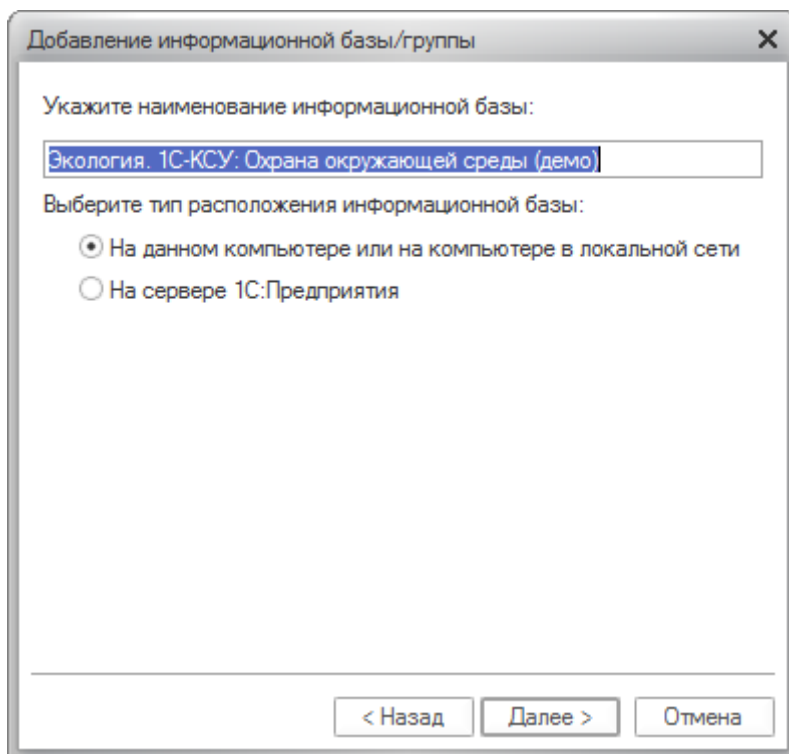 Добавление информационной базы/группы
Укажите наименование информационной базы:
Экология. 1С-КСУ: Охрана окружающей среды (демо)
Выберите тип расположения информационной базы:
На данном компьютере или на компьютере в локальной сети
На сервере 1С:Предприятия
< Назад Далее > Отмена